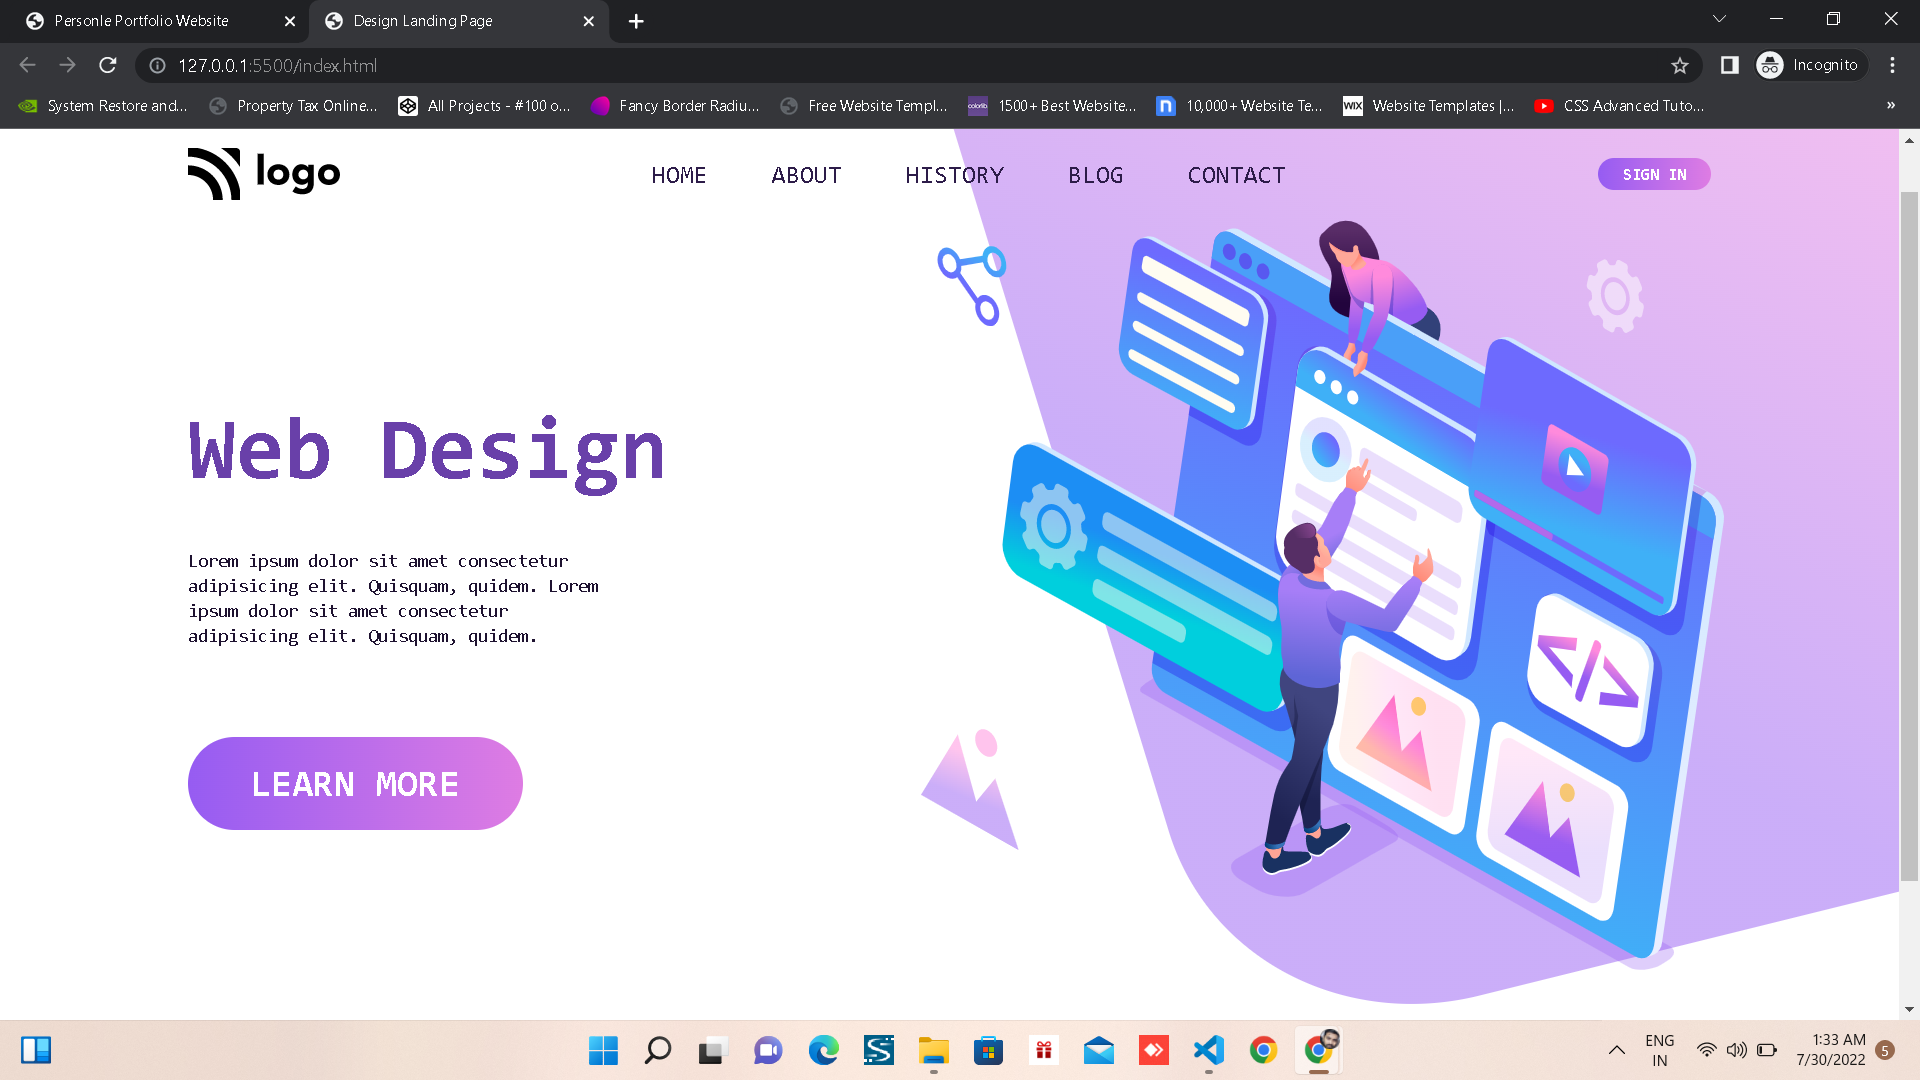 Personle Portfolio Website
Design Landing Page
127.0.0.1:5500/index.html
Incognito
System Restore and...
Property Tax Online...
All Projects - #100 o...
Fancy Border Radiu...
Free Website Templ...
colorlib
1500+ Best Website...
10,000+ Website Te...
WIX
Website Templates |...
CSS Advanced Tuto...
»
logo
HOME
ABOUT
HISTORY
BLOG
CONTACT
SIGN IN
Web Design
Lorem ipsum dolor sit amet consectetur
adipisicing elit. Quisquam, quidem. Lorem
ipsum dolor sit amet consectetur
adipisicing elit. Quisquam, quidem.
</>
LEARN MORE
ENG
IN
1:33 AM
7/30/2022
5